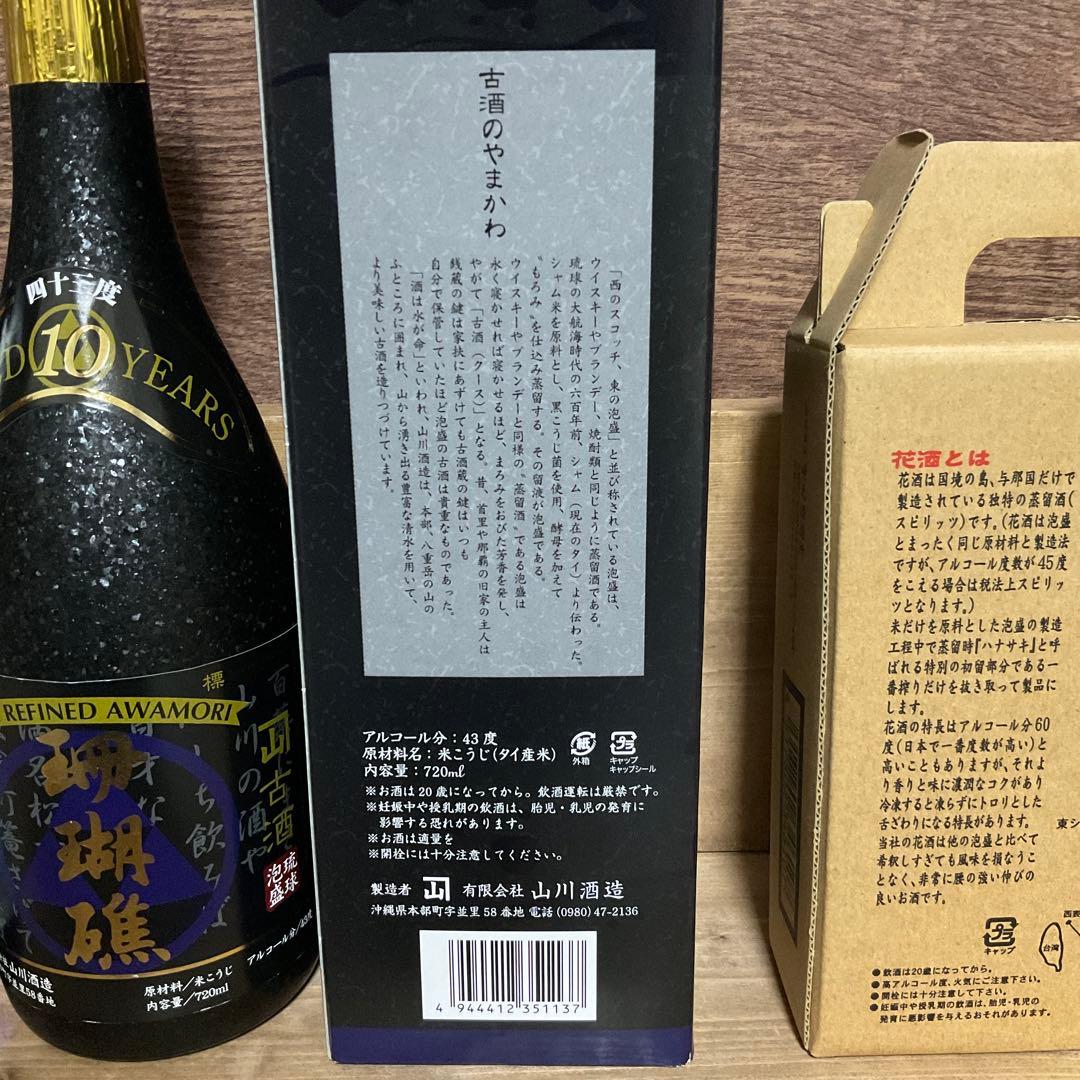 四十三度
10
YEARS
REFINED AWAMORI
珊瑚礁
標
山古酒
琉球
泡盛
山川酒造
58番地
原材料／米こうじ
内容量／720ml
アルコール分／43度
古酒のやまかわ
「西のスコッチ、東の泡盛」と並び称されている泡盛は、
ウイスキーやブランデー、焼酎類と同じように蒸留酒である。
琉球の大航海時代の六百年前、シャム（現在のタイ）より伝わった。
シャム米を原料とし、黒こうじ菌を使用、酵母を加えて
〝もろみ〟を仕込み蒸留する。その留液が泡盛である。
ウイスキーやブランデーと同様の〝蒸留酒〟である泡盛は
永く寝かせれば寝かせるほど、まろみをおびた芳香を発し、
やがて「古酒（クース）」となる。昔、首里や那覇の旧家の主人は
銭蔵の鍵は家扶にあずけても古酒蔵の鍵はいつも
自分で保管していたほど泡盛の古酒は貴重なものであった。
「酒は水が命」といわれ、山川酒造は、本部、八重岳の山の
ふところに囲まれ、山から湧き出る豊富な清水を用いて、
より美味しい古酒を造りつづけています。
アルコール分：43度
原材料名：米こうじ(タイ産米)
内容量：720mℓ
紙
外箱
プラ
キャップ
キャップシール
※お酒は20歳になってから。飲酒運転は厳禁です。
※妊娠中や授乳期の飲酒は、胎児・乳児の発育に
影響する恐れがあります。
※お酒は適量を
※開栓には十分注意してください。
製造者 有限会社 山川酒造
沖縄県本部町字並里58番地 電話(0980)47-2136
4 944412 351137
花酒とは
花酒は国境の島、与那国だけで
製造されている独特の蒸留酒(
スピリッツ)です。(花酒は泡盛
とまったく同じ原材料と製造法
ですが、アルコール度数が45度
をこえる場合は税法上スピリッ
ツとなります。)
米だけを原料とした泡盛の製造
工程中で蒸留時『ハナサキ』と呼
ばれる特別の初留部分である一
番搾りだけを抜き取って製品に
します。
花酒の特長はアルコール分60
度(日本で一番度数が高い)と
高いこともありますが、それより
香りと味に濃潤なコクがあり
冷凍すると凍らずにトロリとした
舌ざわりになる特長があります。
当社の花酒は他の泡盛と比べて
希釈しすぎても風味を損なうこ
となく、非常に腰の強い伸びの
良いお酒です。
東シ
台湾
プラ
キャップ
●飲酒は20歳になってから。
●高アルコール度、火気にご注意下さい。
●開栓には十分注意して下さい。
●妊娠中や授乳期の飲酒は、胎児・乳児の
発育に悪影響を与えるおそれがあります。